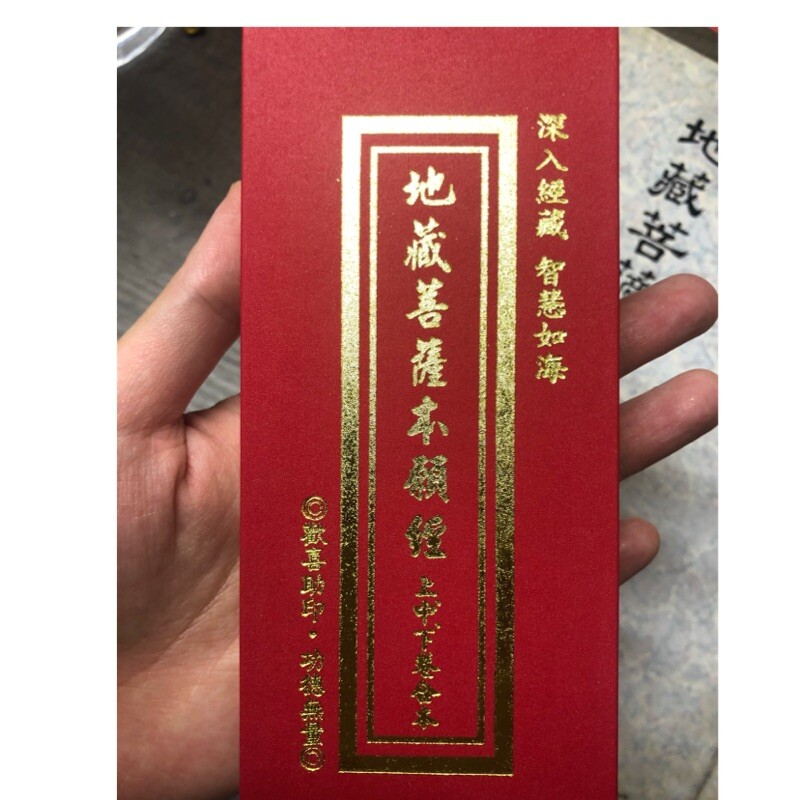 深入經藏 智慧如海
地藏菩薩本願經 上中下卷合本
◎歡喜助印·功德無量◎
地藏菩薩